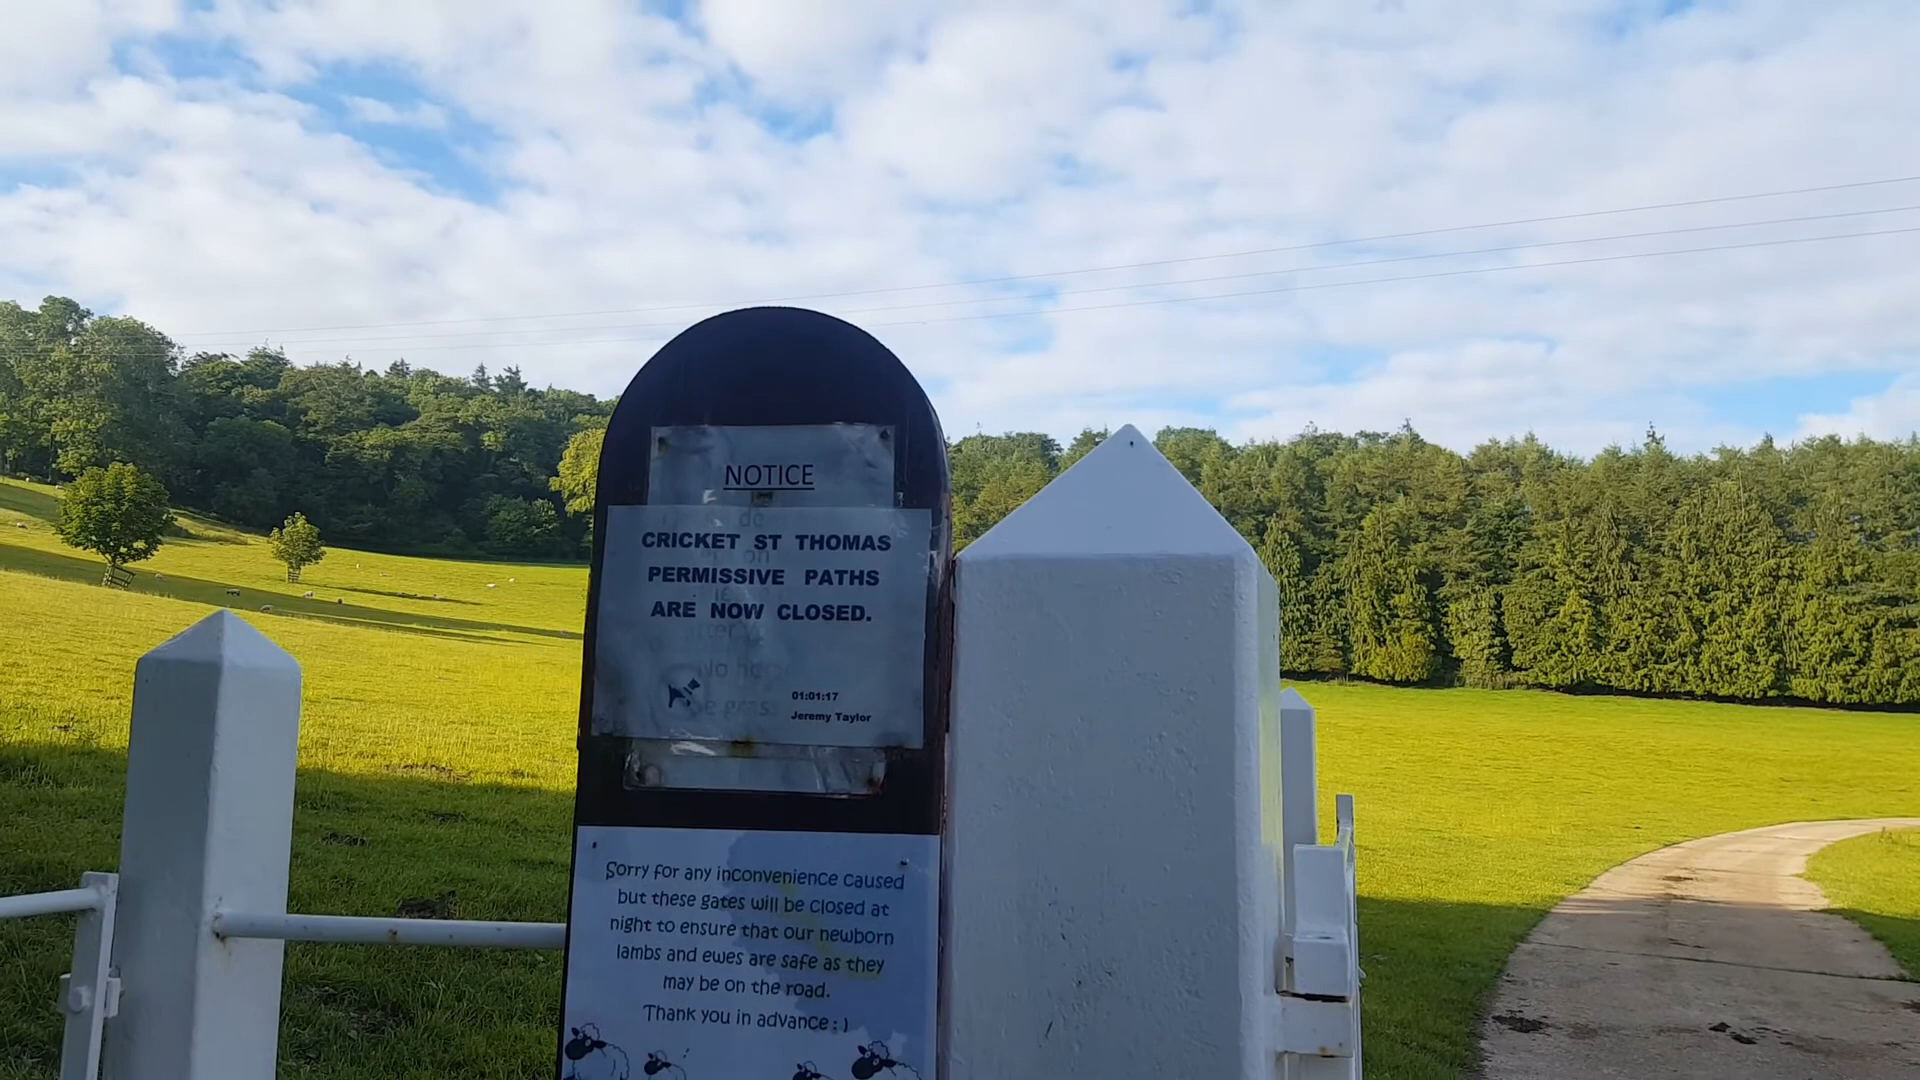 NOTICE
CRICKET ST THOMAS
PERMISSIVE PATHS
ARE NOW CLOSED.
01:01:17
Jeremy Taylor
Sorry for any inconvenience caused
but these gates will be closed at
night to ensure that our newborn
lambs and ewes are safe as they
may be on the road.
Thank you in advance : )